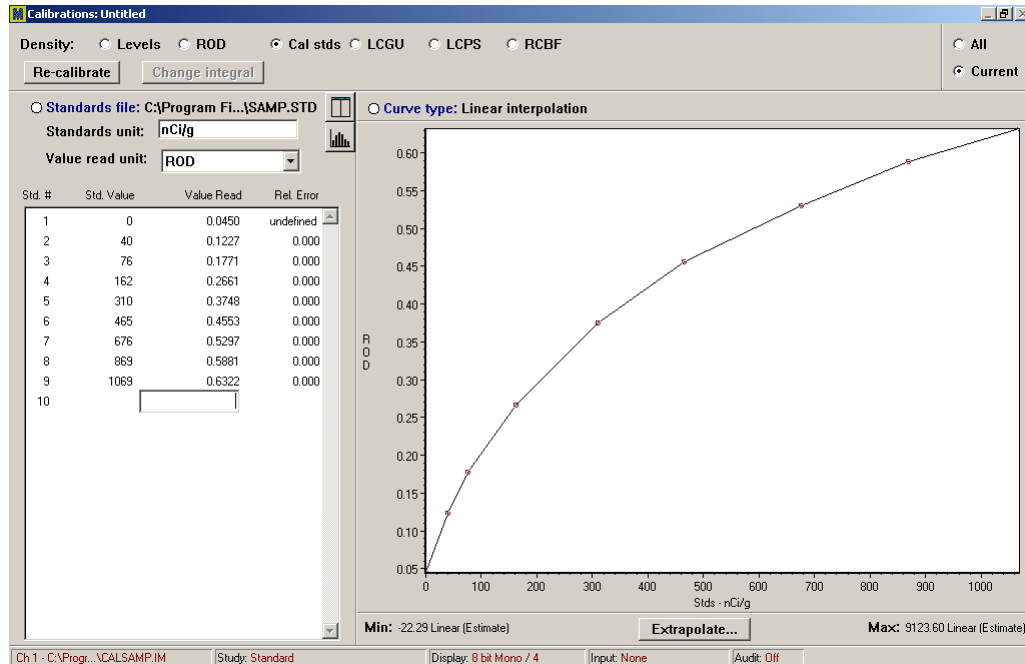 Calibrations: Untitled
Density: Levels ROD Cal stds LCGU LCPS RCBF All
Re-calibrate Change integral Current
Standards file: C:\Program Fi...\SAMP.STD
Standards unit: nCi/g
Value read unit: ROD
Std. # Std. Value Value Read Rel. Error
1 0 0.0450 undefined
2 40 0.1227 0.000
3 76 0.1771 0.000
4 162 0.2661 0.000
5 310 0.3748 0.000
6 465 0.4553 0.000
7 676 0.5297 0.000
8 869 0.5881 0.000
9 1069 0.6322 0.000
10
Curve type: Linear interpolation
0.60
0.55
0.50
0.45
0.40
0.35
0.30
0.25
0.20
0.15
0.10
0.05
ROD
0 100 200 300 400 500 600 700 800 900 1000
Stds - nCi/g
Min: -22.29 Linear (Estimate) Extrapolate... Max: 9123.60 Linear (Estimate)
Ch 1 - C:\Progr...\CALSAMP.IM Study: Standard Display: 8 bit Mono / 4 Input: None Audit: Off